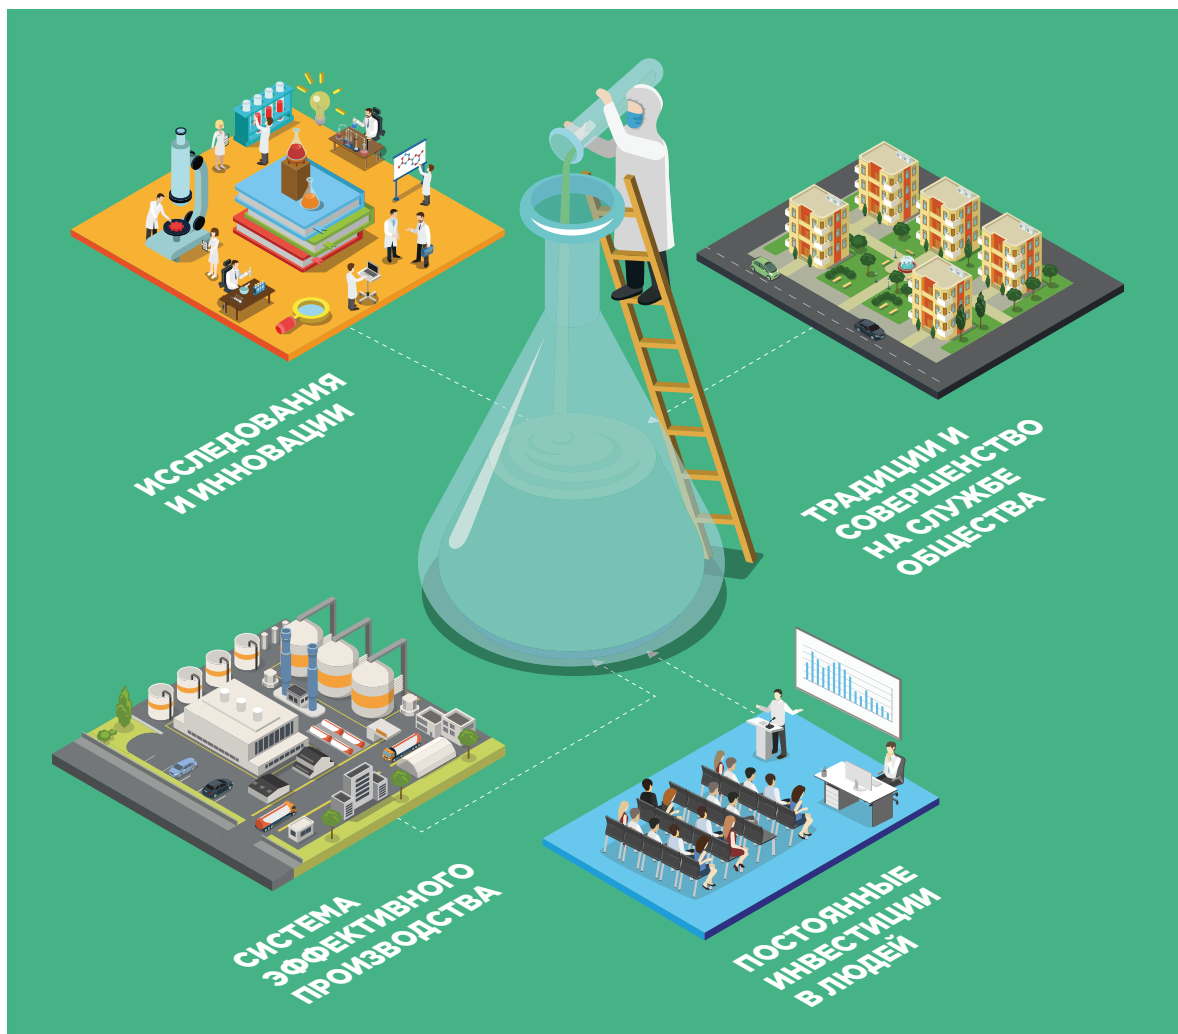 ИССЛЕДОВАНИЯ
И ИННОВАЦИИ
ТРАДИЦИИ И
СОВЕРШЕНСТВО
НА СЛУЖБЕ
ОБЩЕСТВА
СИСТЕМА
ЭФФЕКТИВНОГО
ПРОИЗВОДСТВА
ПОСТОЯННЫЕ
ИНВЕСТИЦИИ
В ЛЮДЕЙ